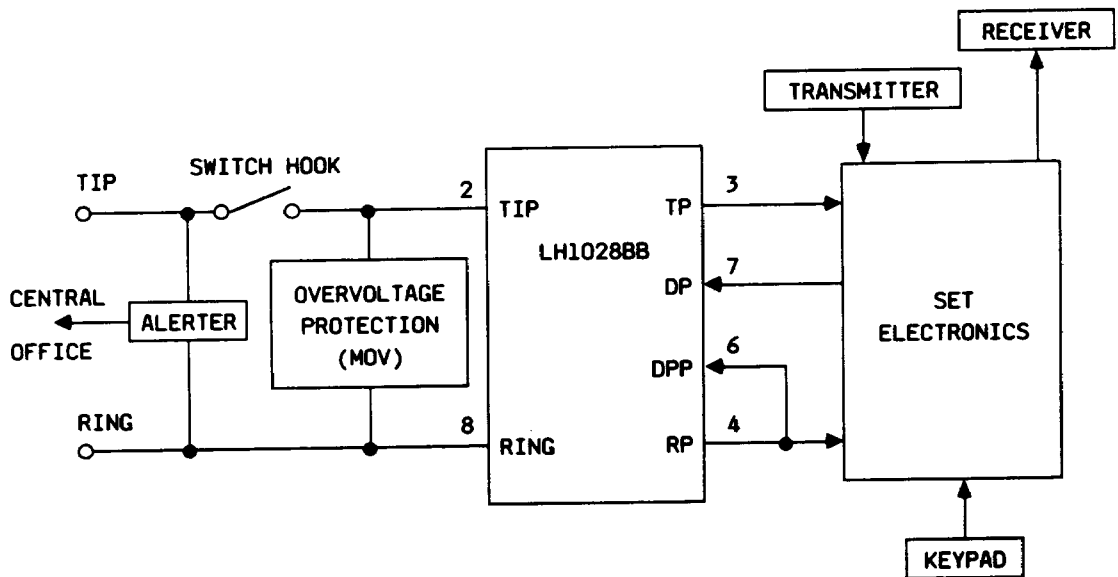 RECEIVER
TRANSMITTER
SWITCH HOOK
TIP
2
TIP
TP
3
LH1028BB
DP
7
OVERVOLTAGE
PROTECTION
(MOV)
CENTRAL
OFFICE
ALERTER
SET
ELECTRONICS
DPP
6
RING
8
RING
RP
4
KEYPAD